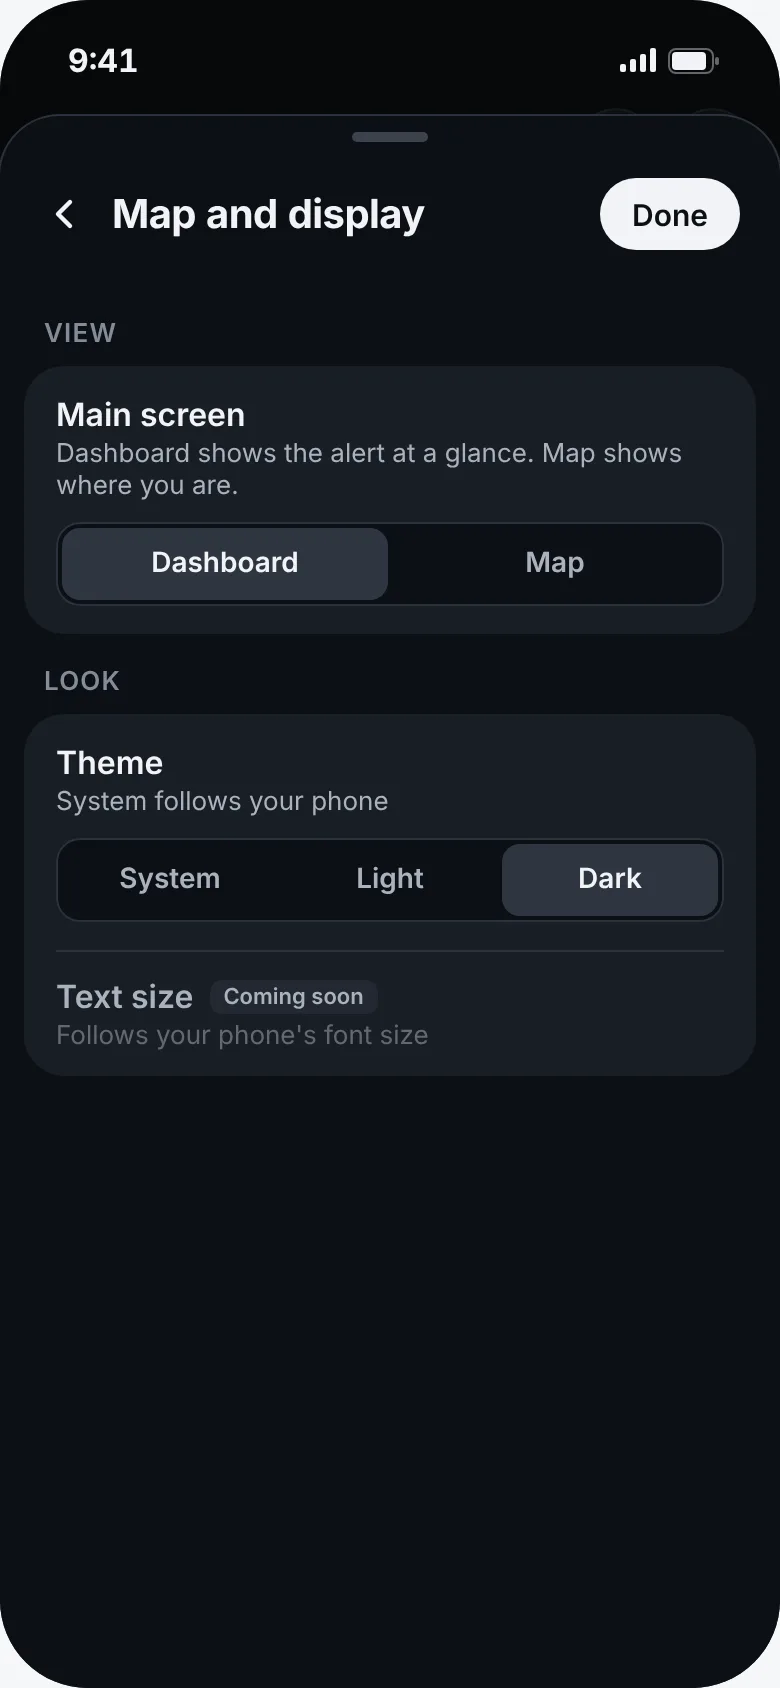 9:41
Map and display
Done
VIEW
Main screen
Dashboard shows the alert at a glance. Map shows
where you are.
Dashboard
Map
LOOK
Theme
System follows your phone
System
Light
Dark
Text size
Coming soon
Follows your phone's font size